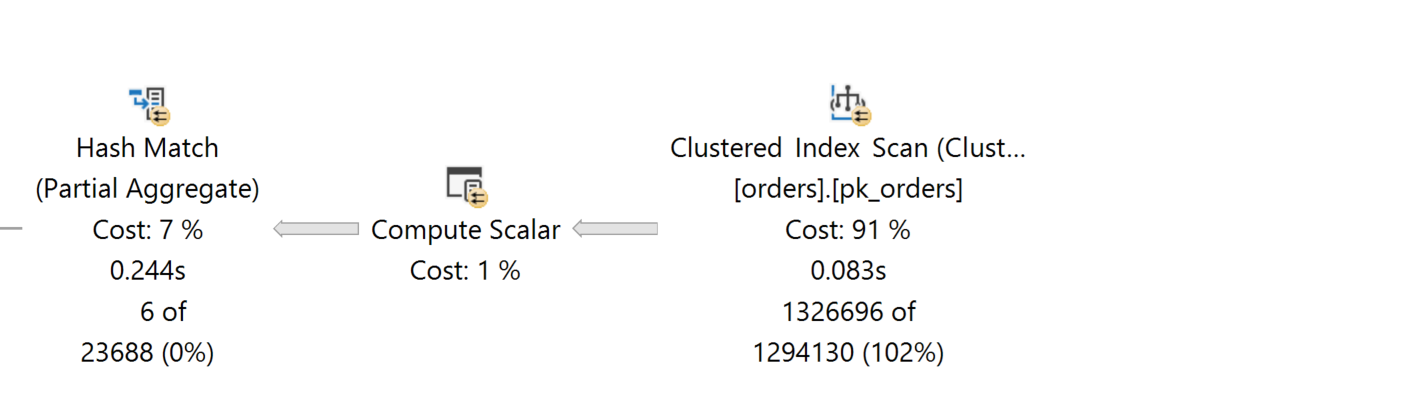 Hash Match
(Partial Aggregate)
Cost: 7 %
0.244s
6 of
23688 (0%)
Compute Scalar
Cost: 1 %
Clustered Index Scan (Clust...
[orders].[pk_orders]
Cost: 91 %
0.083s
1326696 of
1294130 (102%)